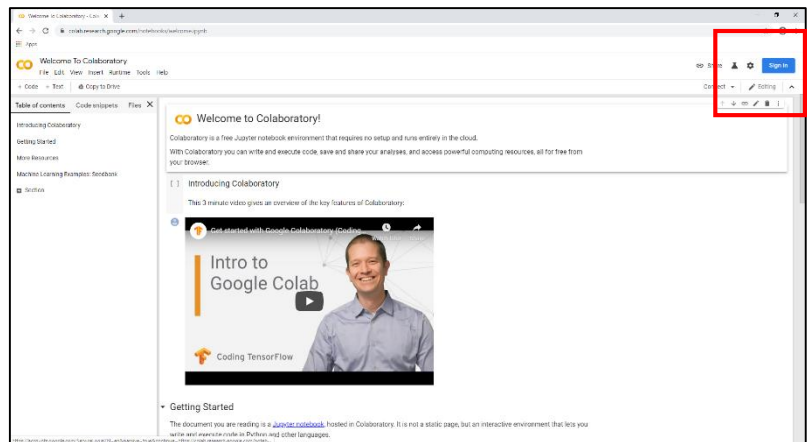 Welcome To Colaboratory - Colab
colab.research.google.com/notebooks/welcome.ipynb
Apps
CO Welcome To Colaboratory
File Edit View Insert Runtime Tools Help
Share
Sign in
+ Code + Text Copy to Drive
Connect Editing
Table of contents Code snippets Files X
Introducing Colaboratory
Getting Started
More Resources
Machine Learning Examples: Seedbank
Section
CO Welcome to Colaboratory!
Colaboratory is a free Jupyter notebook environment that requires no setup and runs entirely in the cloud.
With Colaboratory you can write and execute code, save and share your analyses, and access powerful computing resources, all for free from
your browser.
[ ] Introducing Colaboratory
This 3 minute video gives an overview of the key features of Colaboratory:
Get started with Google Colaboratory (Coding
Intro to
Google Colab
Coding TensorFlow
Getting Started
The document you are reading is a Jupyter notebook, hosted in Colaboratory. It is not a static page, but an interactive environment that lets you
write and execute code in Python and other languages.